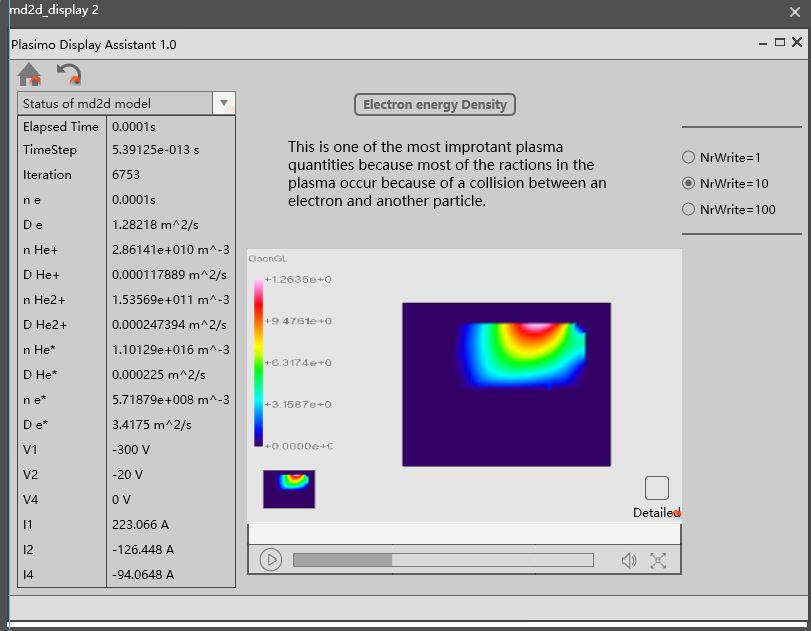 md2d_display 2
Plasimo Display Assistant 1.0
Status of md2d model
Elapsed Time 0.0001s
TimeStep 5.39125e-013 s
Iteration 6753
n e 0.0001s
D e 1.28218 m^2/s
n He+ 2.86141e+010 m^-3
D He+ 0.000117889 m^2/s
n He2+ 1.53569e+011 m^-3
D He2+ 0.000247394 m^2/s
n He* 1.10129e+016 m^-3
D He* 0.000225 m^2/s
n e* 5.71879e+008 m^-3
D e* 3.4175 m^2/s
V1 -300 V
V2 -20 V
V4 0 V
I1 223.066 A
I2 -126.448 A
I4 -94.0648 A
Electron energy Density
This is one of the most improtant plasma
quantities because most of the ractions in the
plasma occur because of a collision between an
electron and another particle.
NrWrite=1
NrWrite=10
NrWrite=100
OpenGL
+1.2635e+0
+9.4761e+0
+6.3174e+0
+3.1587e+0
+0.0000e+0
Detailed